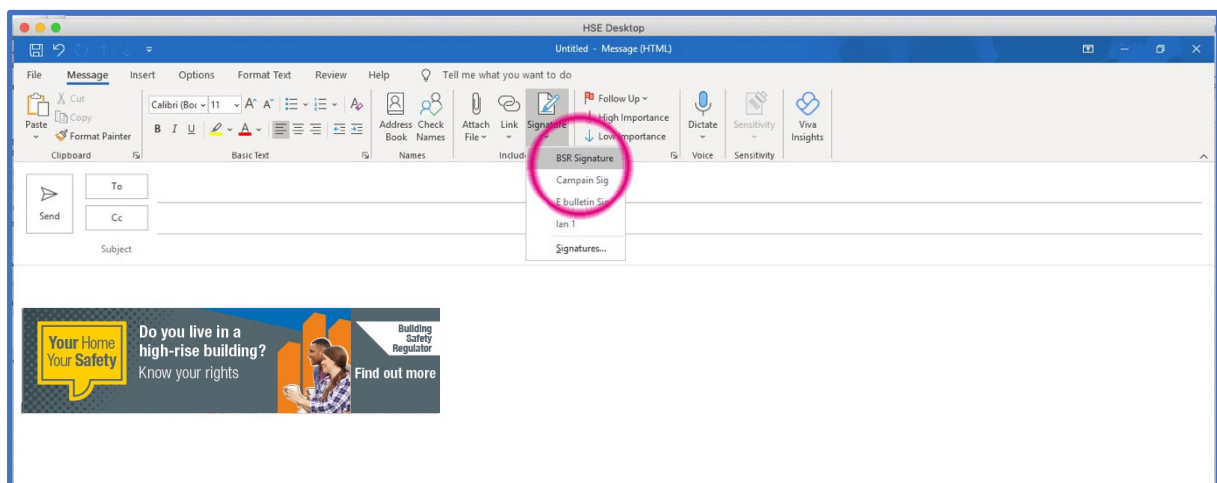 HSE Desktop
Untitled - Message (HTML)
File Message Insert Options Format Text Review Help Tell me what you want to do
Paste
Cut
Copy
Format Painter
Clipboard
Calibri (Boc 11
B I U
Basic Text
Address Book
Check Names
Names
Attach File
Link
Signature
Includ
Follow Up
High Importance
Low Importance
Dictate
Voice
Sensitivity
Sensitivity
Viva Insights
BSR Signature
Campain Sig
E bulletin Sig
Ian 1
Signatures...
Send
To
Cc
Subject
Your Home
Your Safety
Do you live in a
high-rise building?
Know your rights
Building
Safety
Regulator
Find out more